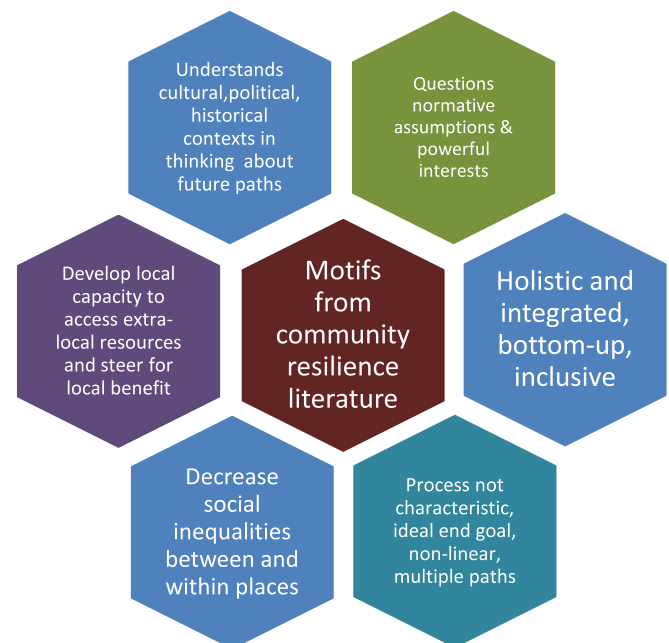 Understands
cultural,political,
historical
contexts in
thinking about
future paths
Questions
normative
assumptions &
powerful
interests
Develop local
capacity to
access extra-
local resources
and steer for
local benefit
Motifs
from
community
resilience
literature
Holistic and
integrated,
bottom-up,
inclusive
Decrease
social
inequalities
between and
within places
Process not
characteristic,
ideal end goal,
non-linear,
multiple paths